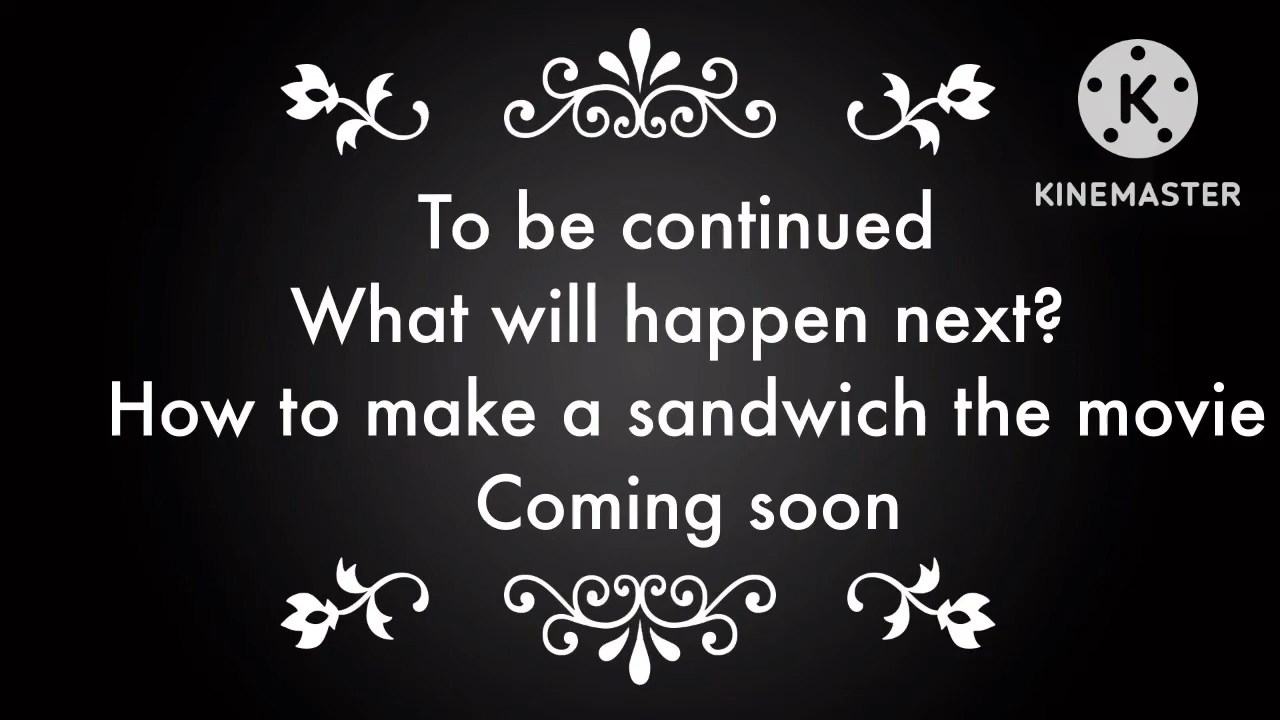 K
KINEMASTER
To be continued
What will happen next?
How to make a sandwich the movie
Coming soon